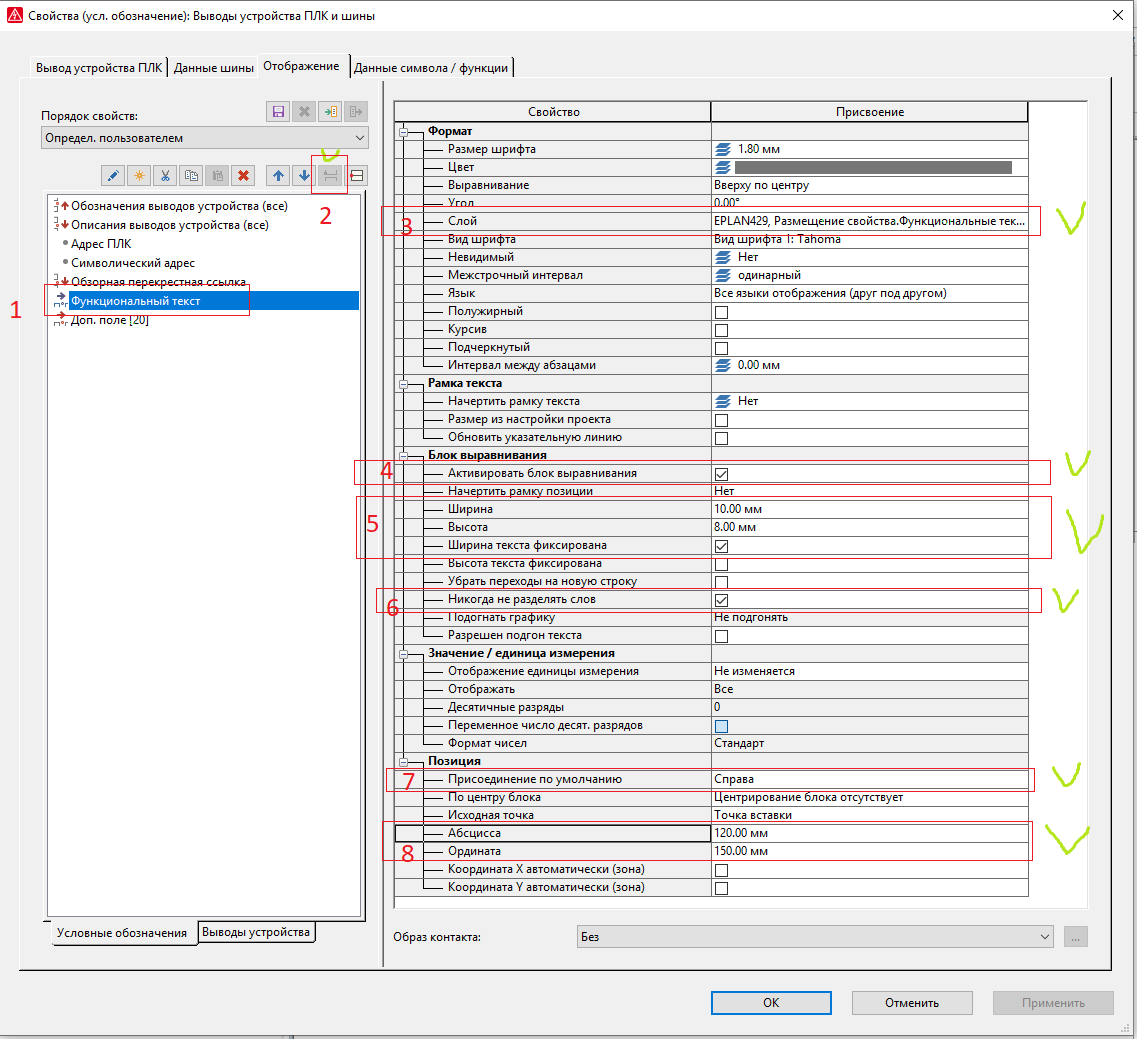 Свойства (усл. обозначение): Выводы устройства ПЛК и шины
Вывод устройства ПЛК
Данные шины
Отображение
Данные символа / функции
Порядок свойств:
Определ. пользователем
2
Обозначения выводов устройства (все)
Описания выводов устройства (все)
Адрес ПЛК
Символический адрес
Обзорная перекрестная ссылка
1
Функциональный текст
Доп. поле [20]
Условные обозначения
Выводы устройства
Свойство Присвоение
Формат
Размер шрифта 1.80 мм
Цвет
Выравнивание Вверху по центру
Угол 0.00°
3 Слой EPLAN429, Размещение свойства.Функциональные тек...
Вид шрифта Вид шрифта 1: Tahoma
Невидимый Нет
Межстрочный интервал одинарный
Язык Все языки отображения (друг под другом)
Полужирный
Курсив
Подчеркнутый
Интервал между абзацами 0.00 мм
Рамка текста
Начертить рамку текста Нет
Размер из настройки проекта
Обновить указательную линию
Блок выравнивания
4 Активировать блок выравнивания
Начертить рамку позиции Нет
Ширина 10.00 мм
5 Высота 8.00 мм
Ширина текста фиксирована
Высота текста фиксирована
Убрать переходы на новую строку
6 Никогда не разделять слов
Подогнать графику Не подгонять
Разрешен подгон текста
Значение / единица измерения
Отображение единицы измерения Не изменяется
Отображать Все
Десятичные разряды 0
Переменное число десят. разрядов
Формат чисел Стандарт
Позиция
7 Присоединение по умолчанию Справа
По центру блока Центрирование блока отсутствует
Исходная точка Точка вставки
Абсцисса 120.00 мм
8 Ордината 150.00 мм
Координата X автоматически (зона)
Координата Y автоматически (зона)
Образ контакта: Без ...
ОК Отменить Применить